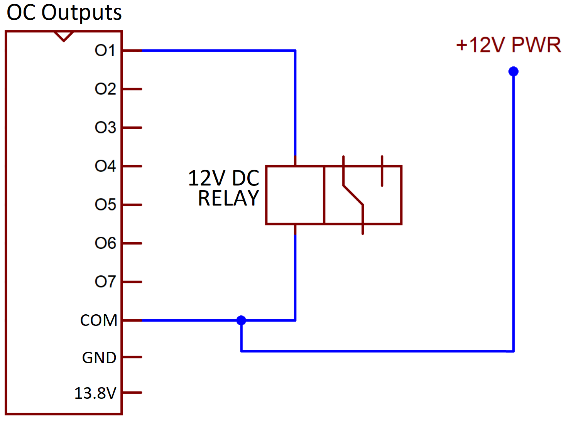 OC Outputs
+12V PWR
O1
O2
O3
O4
12V DC
RELAY
O5
O6
O7
COM
GND
13.8V